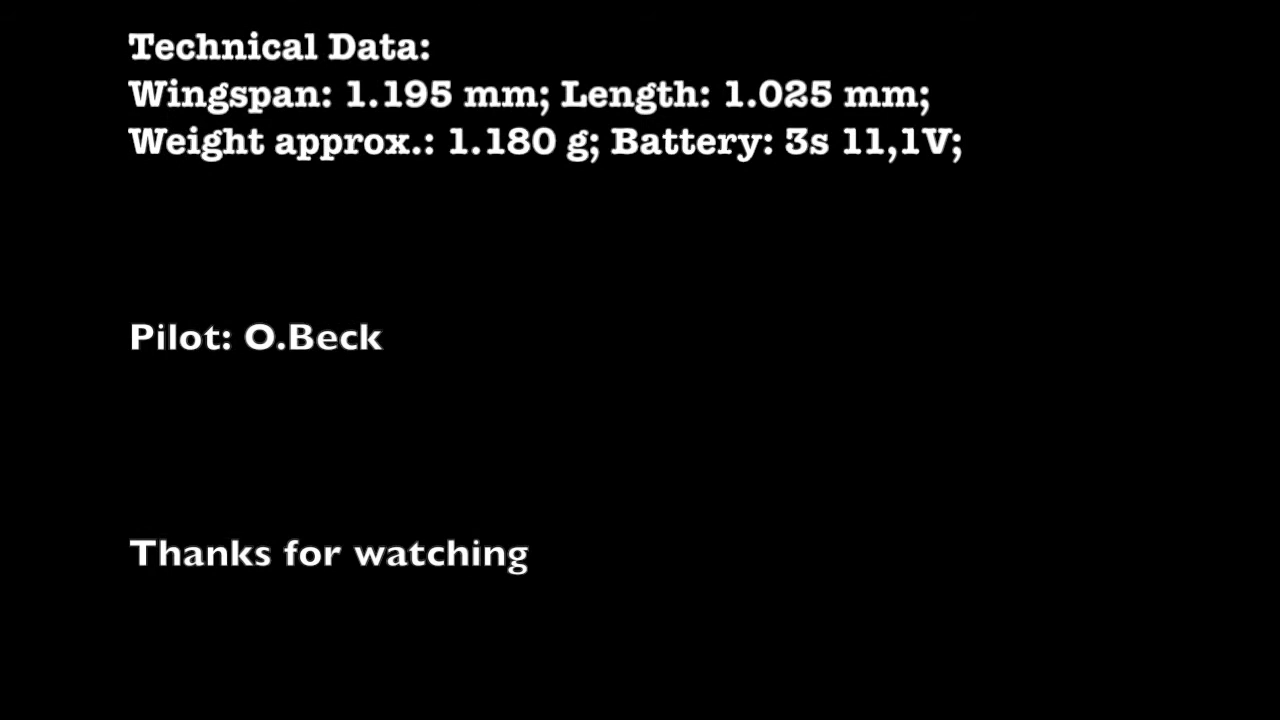 Technical Data:
Wingspan: 1.195 mm; Length: 1.025 mm;
Weight approx.: 1.180 g; Battery: 3s 11,1V;
Pilot: O.Beck
Thanks for watching